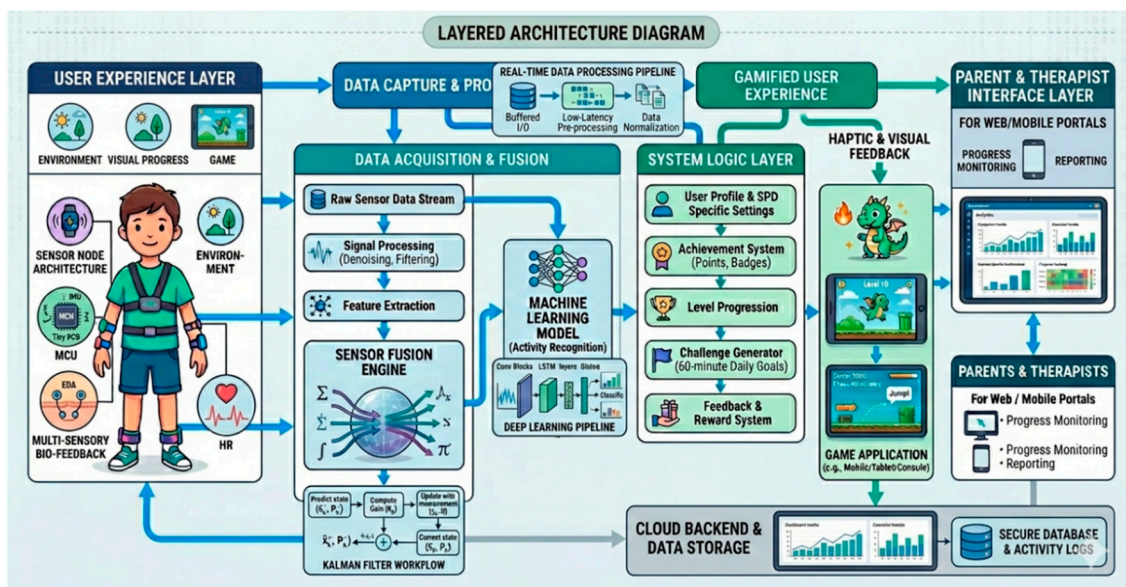 LAYERED ARCHITECTURE DIAGRAM
USER EXPERIENCE LAYER
ENVIRONMENT
VISUAL PROGRESS
GAME
SENSOR NODE
ARCHITECTURE
ENVIRON-
MENT
IMU
MCN
Tiny PCB
MCU
EDA
MULTI-SENSORY
BIO-FEEDBACK
HR
DATA CAPTURE & PRO
REAL-TIME DATA PROCESSING PIPELINE
Buffered
I/O
Low-Latency
Pre-processing
Data
Normalization
DATA ACQUISITION & FUSION
Raw Sensor Data Stream
Signal Processing
(Denoising, Filtering)
Feature Extraction
SENSOR FUSION
ENGINE
Predict state
Compute
Gain
Update with
KALMAN FILTER WORKFLOW
MACHINE
LEARNING
MODEL
(Activity Recognition)
Conv Blocks
LSTM
DEEP LEARNING PIPELINE
GAMIFIED USER
EXPERIENCE
SYSTEM LOGIC LAYER
User Profile & SPD
Specific Settings
Achievement System
(Points, Badges)
Level Progression
Challenge Generator
(60-minute Daily Goals)
Feedback &
Reward System
HAPTIC & VISUAL
FEEDBACK
Level 10
Jump!
GAME APPLICATION
(e.g., Mobile/Tablet/Console)
PARENT & THERAPIST
INTERFACE LAYER
FOR WEB/MOBILE PORTALS
PROGRESS
MONITORING
REPORTING
Analytics
PARENTS & THERAPISTS
For Web / Mobile Portals
• Progress Monitoring
• Progress Monitoring
• Reporting
CLOUD BACKEND &
DATA STORAGE
SECURE DATABASE
& ACTIVITY LOGS